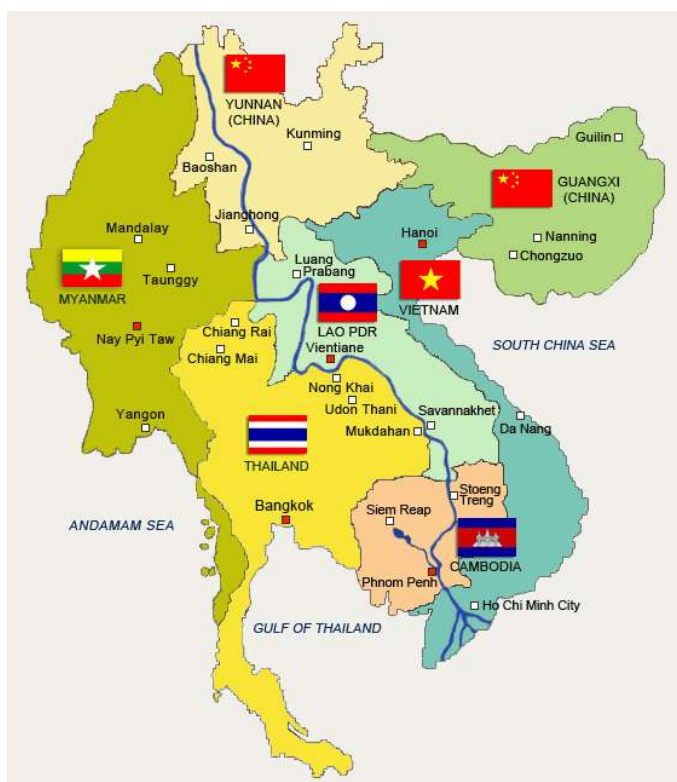 YUNNAN
(CHINA)
Kunming
Guilin
Baoshan
GUANGXI
(CHINA)
Jianghong
Hanoi
Nanning
Mandalay
Chongzuo
Luang
Prabang
Taunggy
MYANMAR
VIETNAM
LAO PDR
Chiang Rai
Nay Pyi Taw
Vientiane
SOUTH CHINA SEA
Chiang Mai
Nong Khai
Udon Thani
Savannakhet
Yangon
Mukdahan
Da Nang
THAILAND
Stoeng
Treng
Bangkok
Siem Reap
ANDAMAM SEA
CAMBODIA
Phnom Penh
Ho Chi Minh City
GULF OF THAILAND